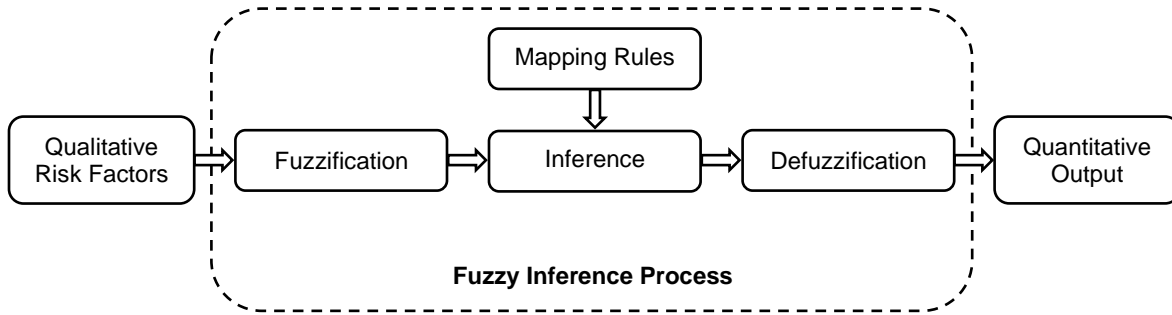 Mapping Rules
Qualitative
Risk Factors
Fuzzification
Inference
Defuzzification
Quantitative
Output
Fuzzy Inference Process